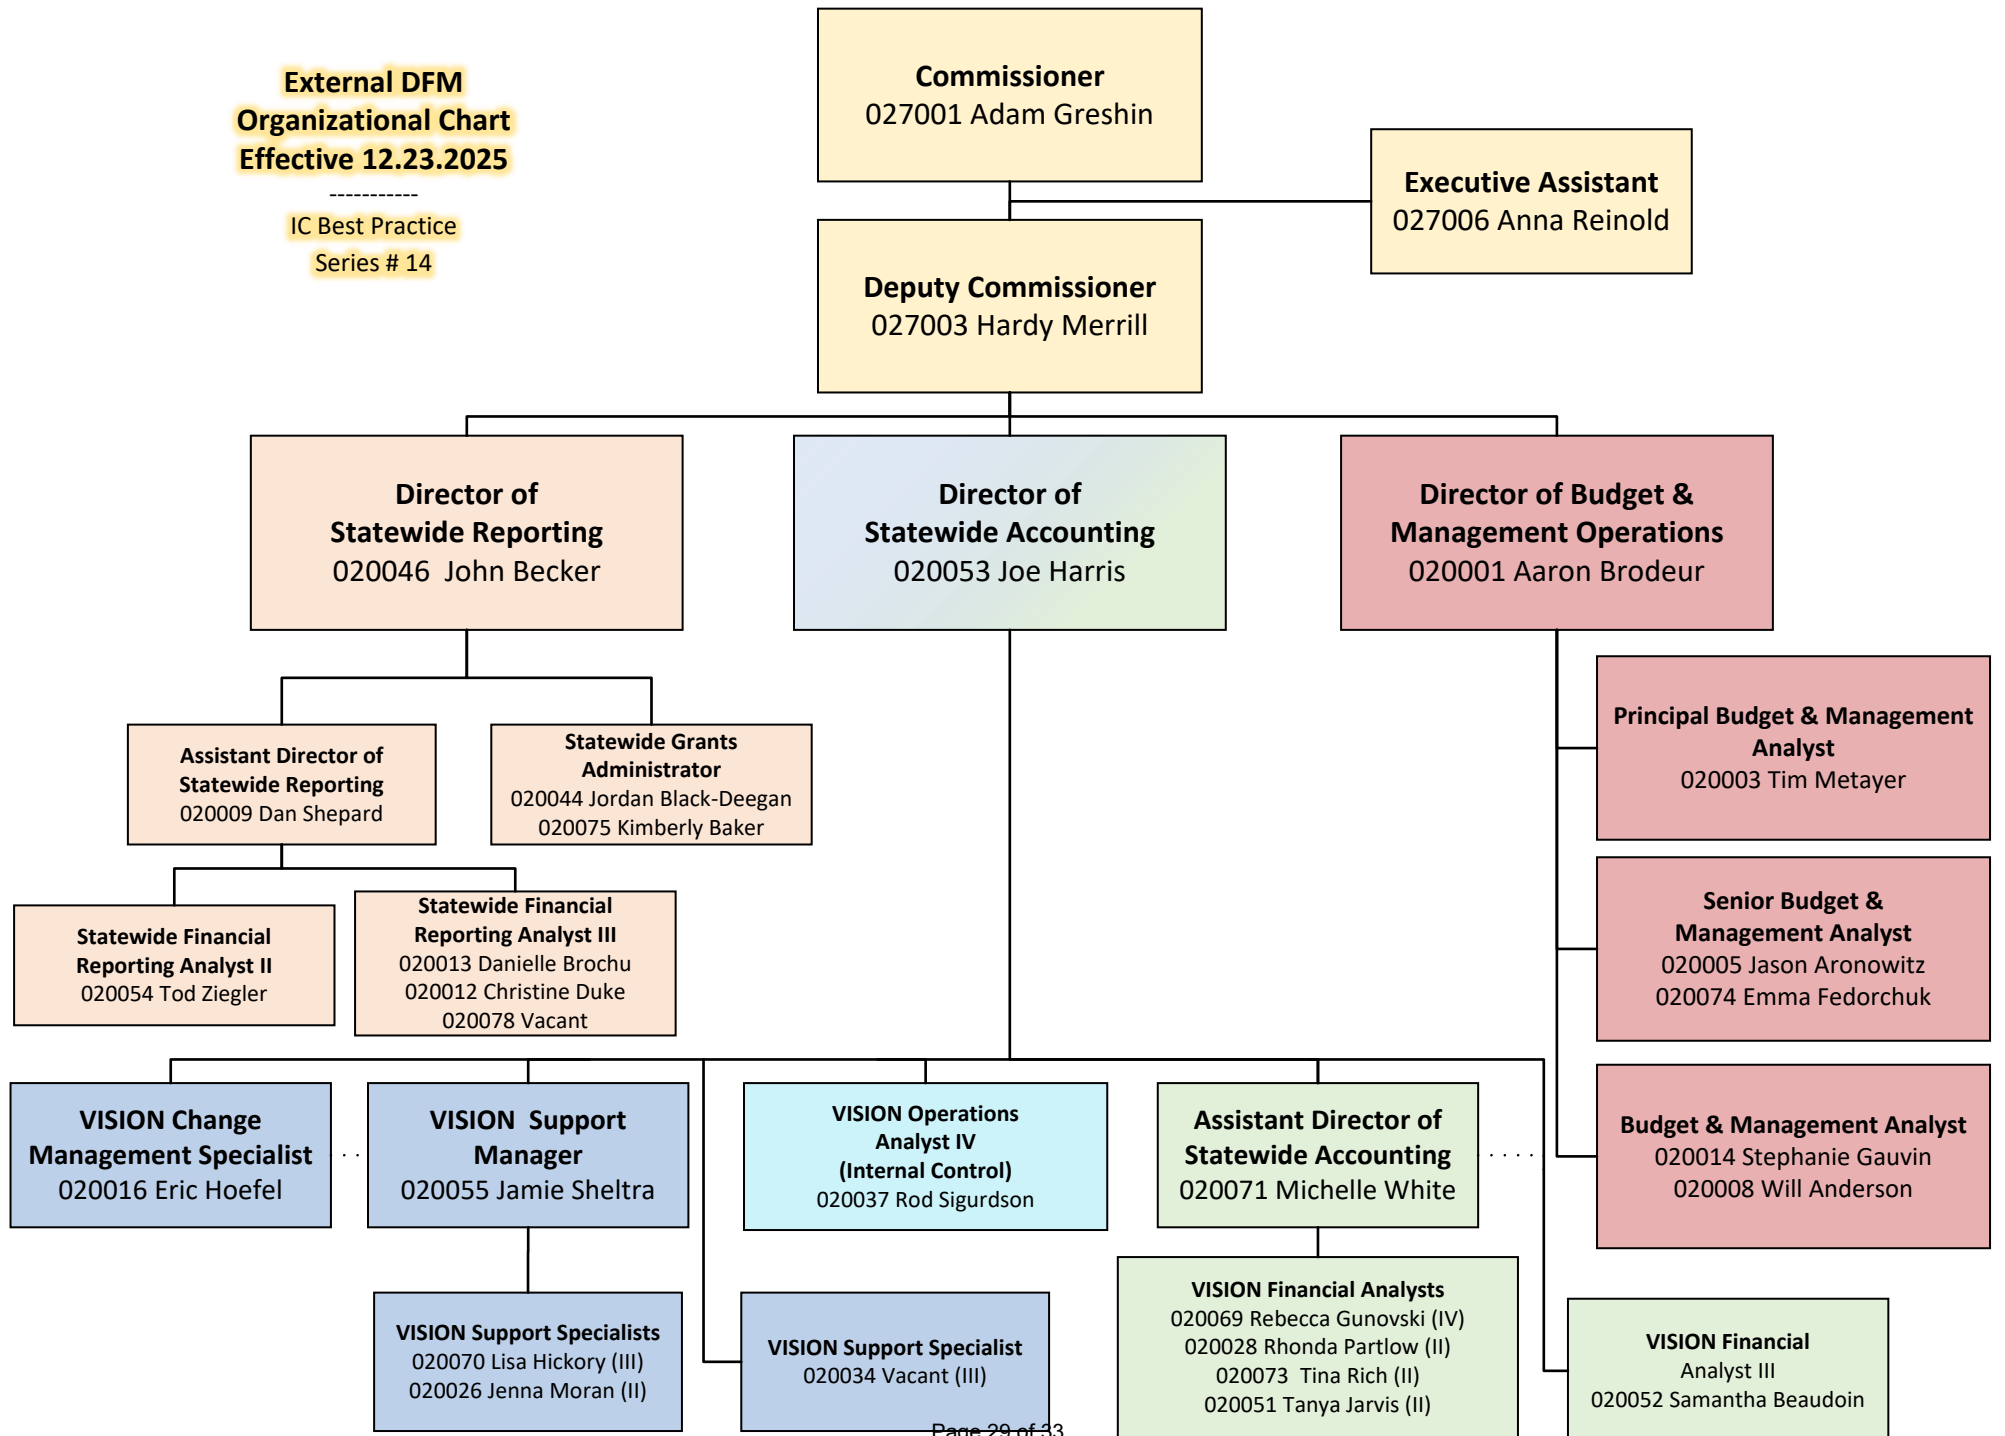 External DFM
Organizational Chart
Effective 12.23.2025
-----------
IC Best Practice
Series # 14
Commissioner
027001 Adam Greshin
Executive Assistant
027006 Anna Reinold
Deputy Commissioner
027003 Hardy Merrill
Director of
Statewide Reporting
020046  John Becker
Director of
Statewide Accounting
020053 Joe Harris
Director of Budget &
Management Operations
020001 Aaron Brodeur
Assistant Director of
Statewide Reporting
020009 Dan Shepard
Statewide Grants
Administrator
020044 Jordan Black-Deegan
020075 Kimberly Baker
Principal Budget & Management
Analyst
020003 Tim Metayer
Statewide Financial
Reporting Analyst II
020054 Tod Ziegler
Statewide Financial
Reporting Analyst III
020013 Danielle Brochu
020012 Christine Duke
020078 Vacant
Senior Budget &
Management Analyst
020005 Jason Aronowitz
020074 Emma Fedorchuk
VISION Change
Management Specialist
020016 Eric Hoefel
VISION  Support
Manager
020055 Jamie Sheltra
VISION Operations
Analyst IV
(Internal Control)
020037 Rod Sigurdson
Assistant Director of
Statewide Accounting
020071 Michelle White
Budget & Management Analyst
020014 Stephanie Gauvin
020008 Will Anderson
VISION Support Specialists
020070 Lisa Hickory (III)
020026 Jenna Moran (II)
VISION Support Specialist
020034 Vacant (III)
VISION Financial Analysts
020069 Rebecca Gunovski (IV)
020028 Rhonda Partlow (II)
020073  Tina Rich (II)
020051 Tanya Jarvis (II)
VISION Financial
Analyst III
020052 Samantha Beaudoin
Page 29 of 33